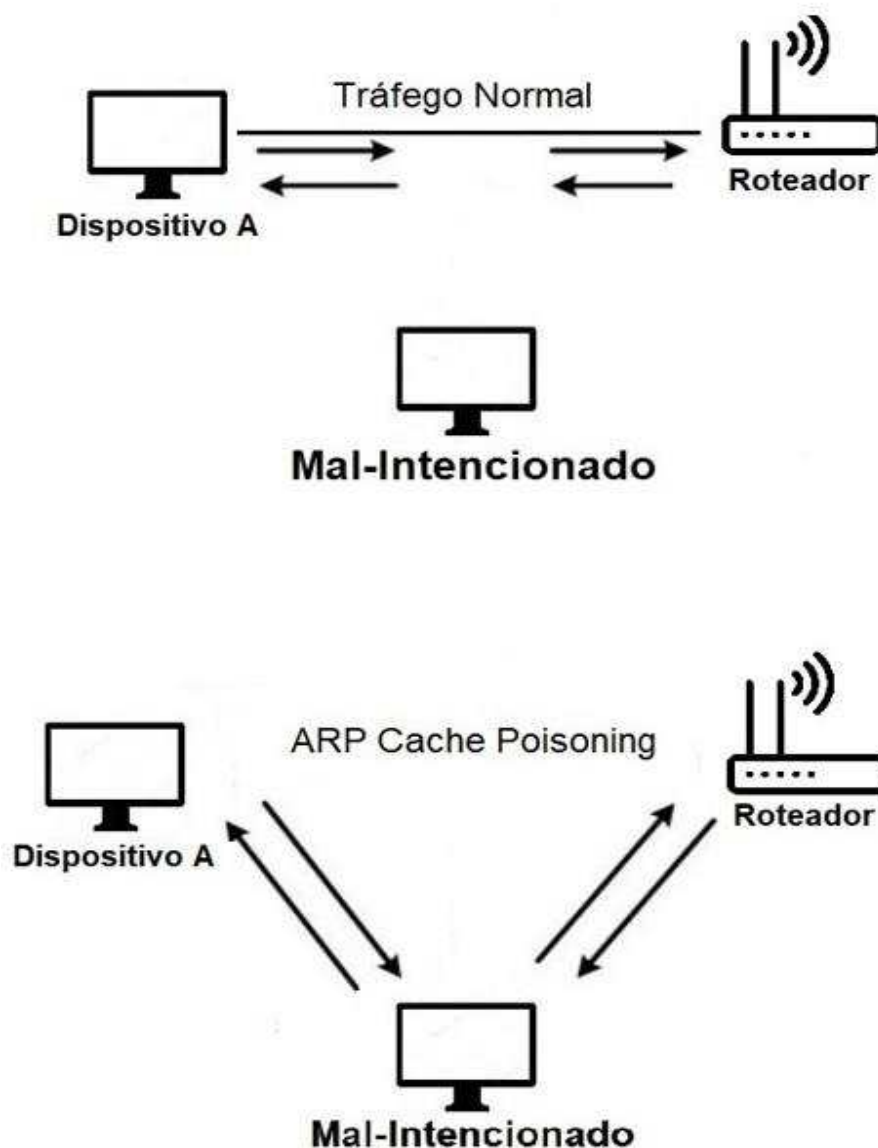 Tráfego Normal
Dispositivo A
Roteador
Mal-Intencionado
ARP Cache Poisoning
Dispositivo A
Roteador
Mal-Intencionado